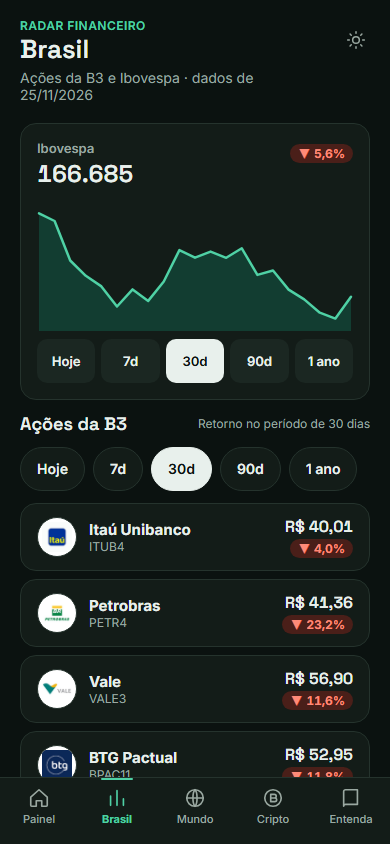 RADAR FINANCEIRO
Brasil
Ações da B3 e Ibovespa · dados de
25/11/2026
Ibovespa
▼ 5,6%
166.685
Hoje
7d
30d
90d
1 ano
Ações da B3
Retorno no período de 30 dias
Hoje
7d
30d
90d
1 ano
Itaú
Itaú Unibanco
ITUB4
R$ 40,01
▼ 4,0%
PETROBRAS
Petrobras
PETR4
R$ 41,36
▼ 23,2%
VALE
Vale
VALE3
R$ 56,90
▼ 11,6%
btg
BTG Pactual
BPAC11
R$ 52,95
▼ 11,8%
Painel
Brasil
Mundo
Cripto
Entenda